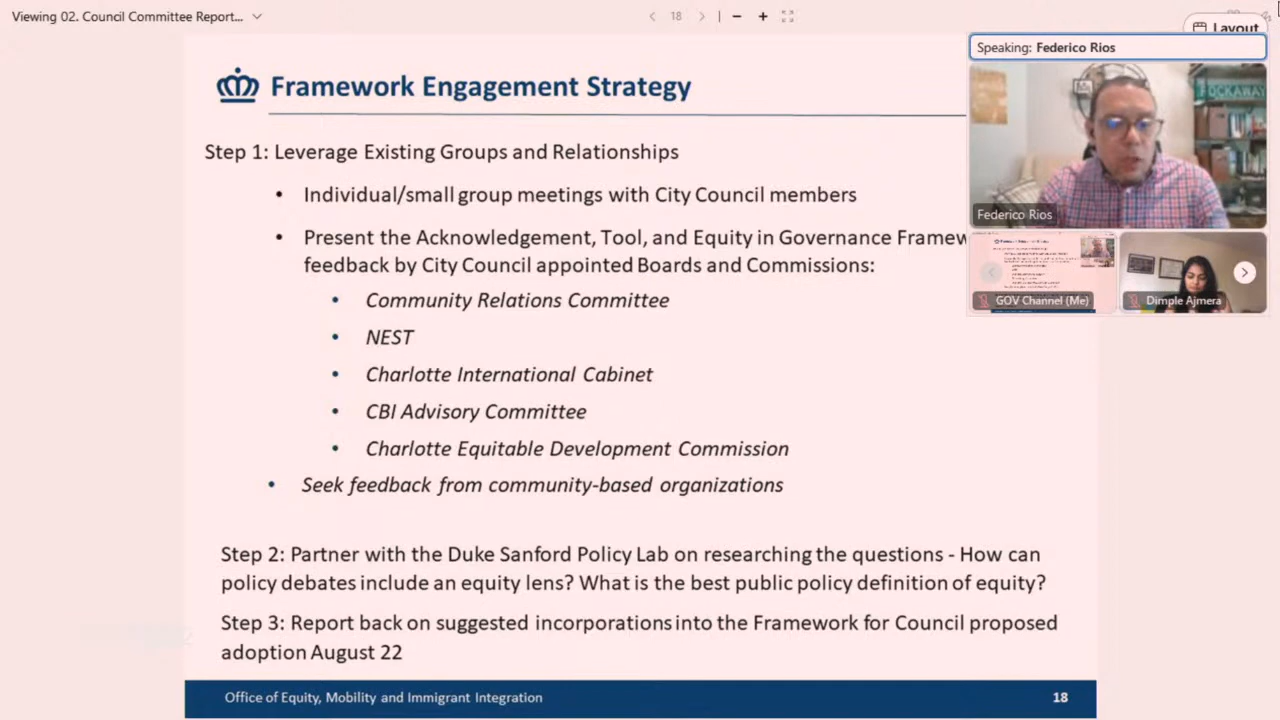 Viewing 02. Council Committee Report...
18
Layout
Speaking: Federico Rios
Framework Engagement Strategy
ROCKAWAY
Step 1: Leverage Existing Groups and Relationships
• Individual/small group meetings with City Council members
Federico Rios
• Present the Acknowledgement, Tool, and Equity in Governance Framew
feedback by City Council appointed Boards and Commissions:
• Community Relations Committee
GOV Channel (Me)
Dimple Ajmera
• NEST
• Charlotte International Cabinet
• CBI Advisory Committee
• Charlotte Equitable Development Commission
• Seek feedback from community-based organizations
Step 2: Partner with the Duke Sanford Policy Lab on researching the questions - How can
policy debates include an equity lens? What is the best public policy definition of equity?
Step 3: Report back on suggested incorporations into the Framework for Council proposed
adoption August 22
Office of Equity, Mobility and Immigrant Integration
18